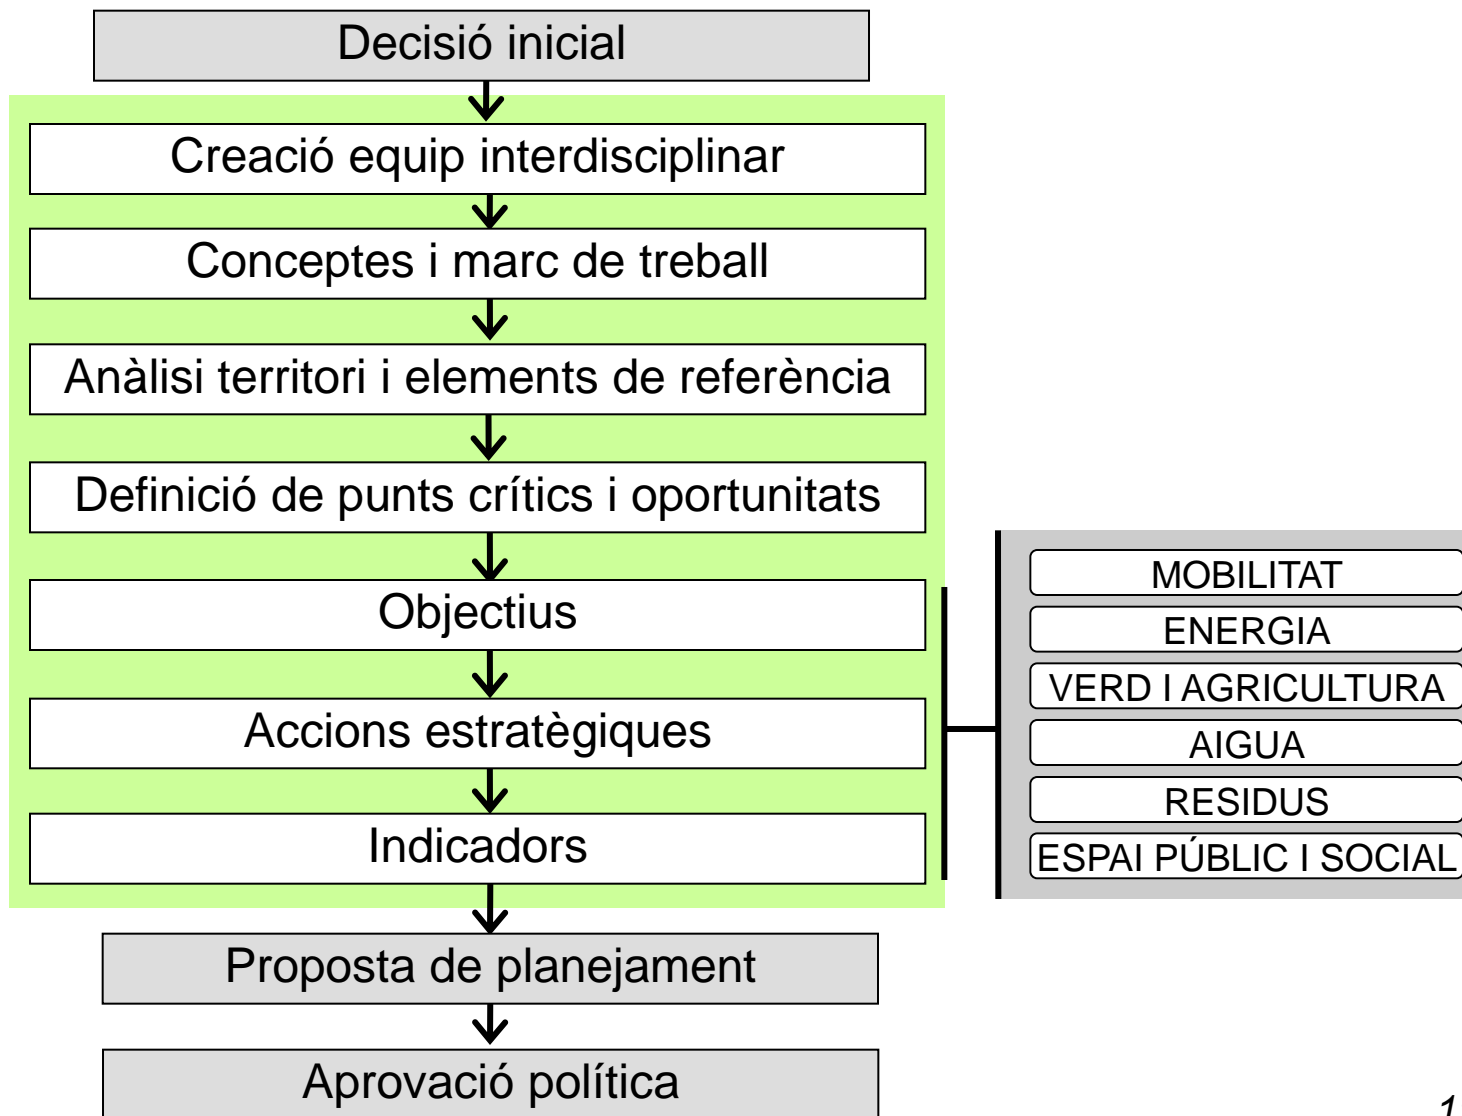 Decisió inicial
Creació equip interdisciplinar
Conceptes i marc de treball
Anàlisi territori i elements de referència
Definició de punts crítics i oportunitats
Objectius
Accions estratègiques
Indicadors
Proposta de planejament
Aprovació política
MOBILITAT
ENERGIA
VERD I AGRICULTURA
AIGUA
RESIDUS
ESPAI PÚBLIC I SOCIAL
1